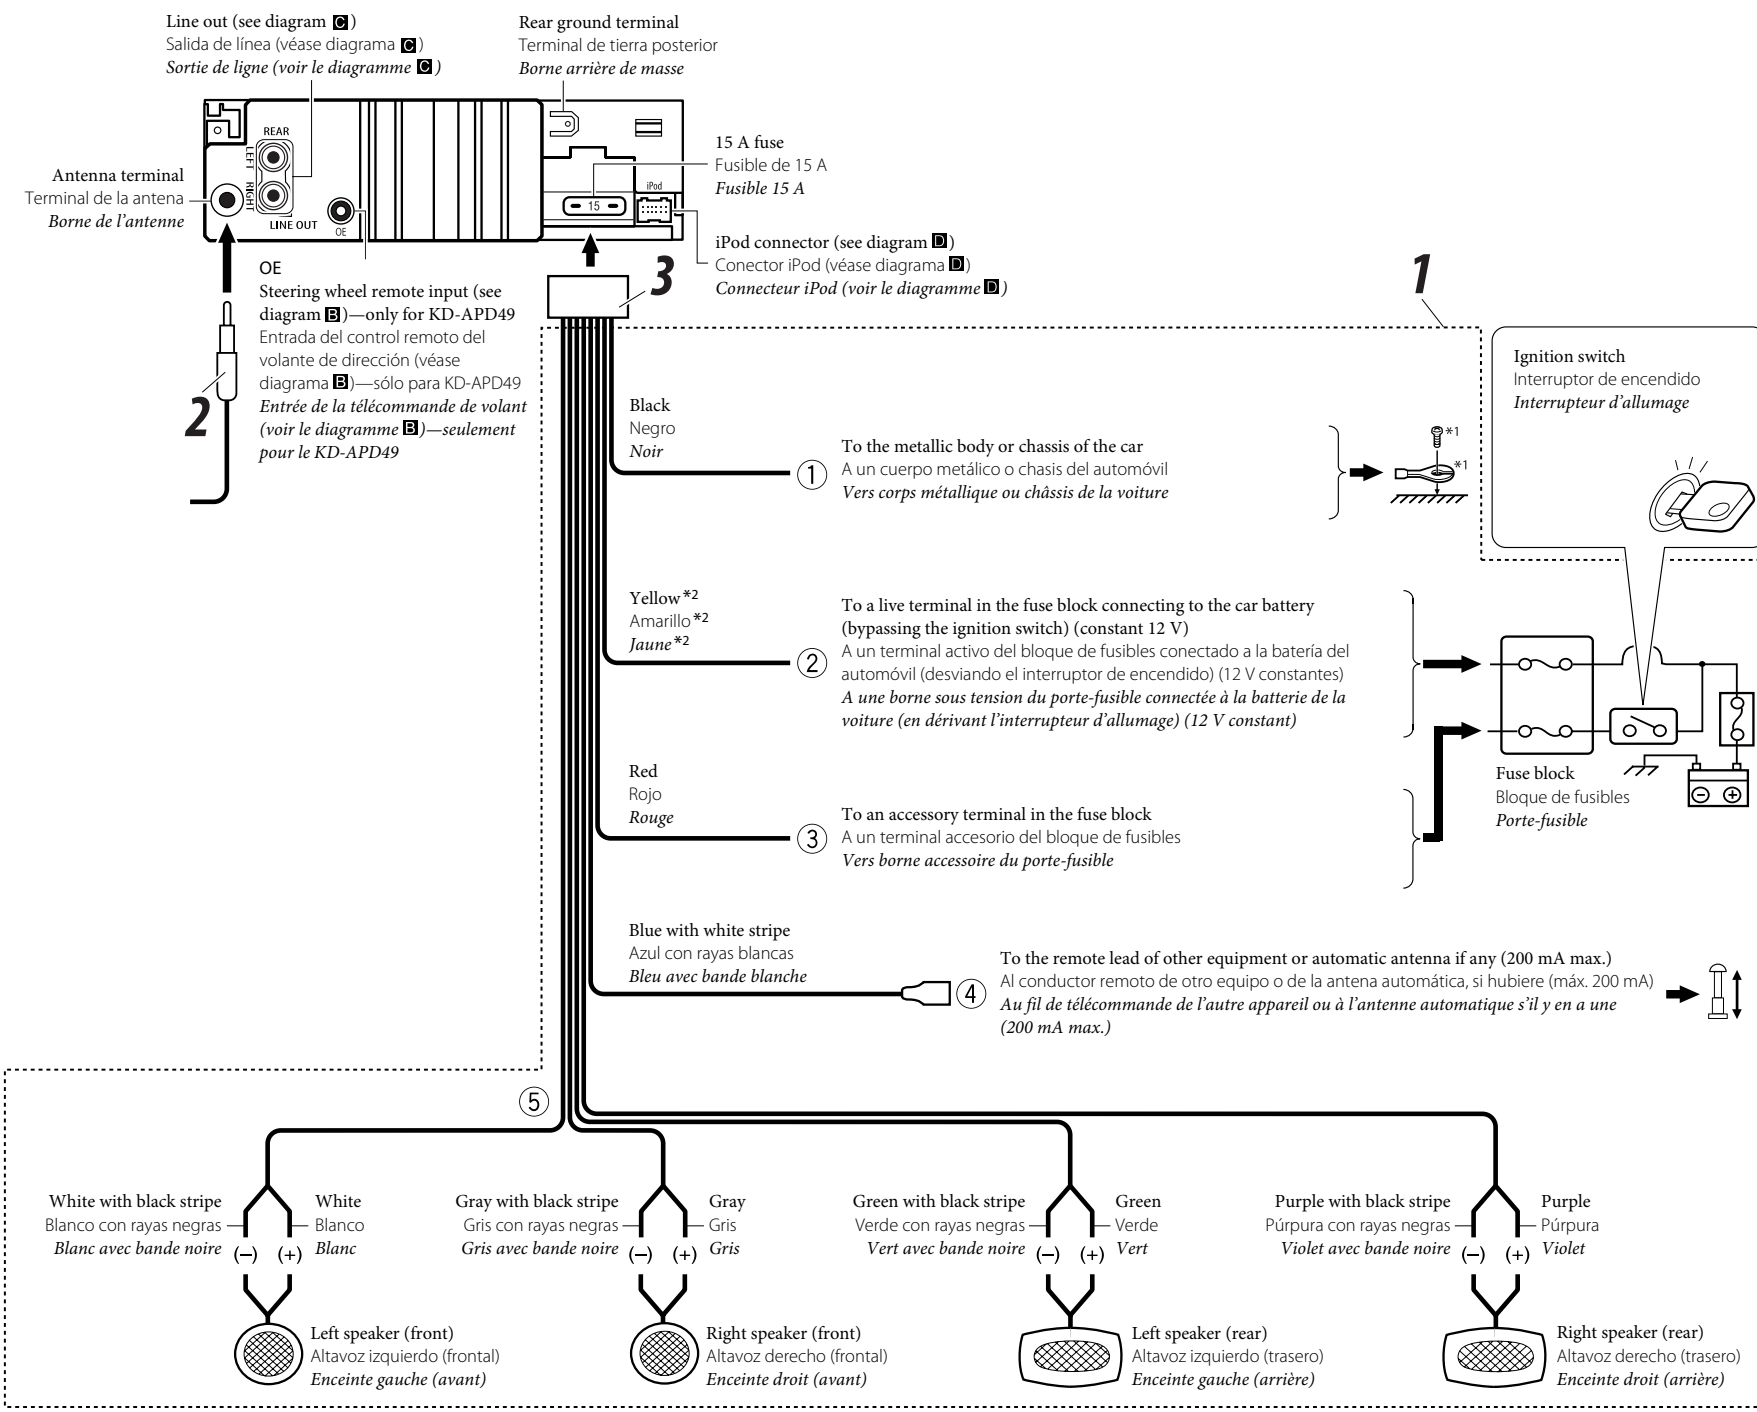 Line out (see diagram C)
Salida de línea (véase diagrama C)
Sortie de ligne (voir le diagramme C)
Rear ground terminal
Terminal de tierra posterior
Borne arrière de masse
REAR
LEFT
RIGHT
LINE OUT
OE
iPod
15
Antenna terminal
Terminal de la antena
Borne de l'antenne
15 A fuse
Fusible de 15 A
Fusible 15 A
iPod connector (see diagram D)
Conector iPod (véase diagrama D)
Connecteur iPod (voir le diagramme D)
OE
Steering wheel remote input (see
diagram B)—only for KD-APD49
Entrada del control remoto del
volante de dirección (véase
diagrama B)—sólo para KD-APD49
Entrée de la télécommande de volant
(voir le diagramme B)—seulement
pour le KD-APD49
2
3
1
Ignition switch
Interruptor de encendido
Interrupteur d'allumage
Black
Negro
Noir
1
To the metallic body or chassis of the car
A un cuerpo metálico o chasis del automóvil
Vers corps métallique ou châssis de la voiture
*1
*1
Yellow*2
Amarillo*2
Jaune*2
2
To a live terminal in the fuse block connecting to the car battery
(bypassing the ignition switch) (constant 12 V)
A un terminal activo del bloque de fusibles conectado a la batería del
automóvil (desviando el interruptor de encendido) (12 V constantes)
A une borne sous tension du porte-fusible connectée à la batterie de la
voiture (en dérivant l'interrupteur d'allumage) (12 V constant)
Red
Rojo
Rouge
3
To an accessory terminal in the fuse block
A un terminal accesorio del bloque de fusibles
Vers borne accessoire du porte-fusible
Fuse block
Bloque de fusibles
Porte-fusible
Blue with white stripe
Azul con rayas blancas
Bleu avec bande blanche
4
To the remote lead of other equipment or automatic antenna if any (200 mA max.)
Al conductor remoto de otro equipo o de la antena automática, si hubiere (máx. 200 mA)
Au fil de télécommande de l'autre appareil ou à l'antenne automatique s'il y en a une
(200 mA max.)
5
White with black stripe
Blanco con rayas negras
Blanc avec bande noire
(−)
(+)
White
Blanco
Blanc
Gray with black stripe
Gris con rayas negras
Gris avec bande noire
(−)
(+)
Gray
Gris
Gris
Green with black stripe
Verde con rayas negras
Vert avec bande noire
(−)
(+)
Green
Verde
Vert
Purple with black stripe
Púrpura con rayas negras
Violet avec bande noire
(−)
(+)
Purple
Púrpura
Violet
Left speaker (front)
Altavoz izquierdo (frontal)
Enceinte gauche (avant)
Right speaker (front)
Altavoz derecho (frontal)
Enceinte droit (avant)
Left speaker (rear)
Altavoz izquierdo (trasero)
Enceinte gauche (arrière)
Right speaker (rear)
Altavoz derecho (trasero)
Enceinte droit (arrière)